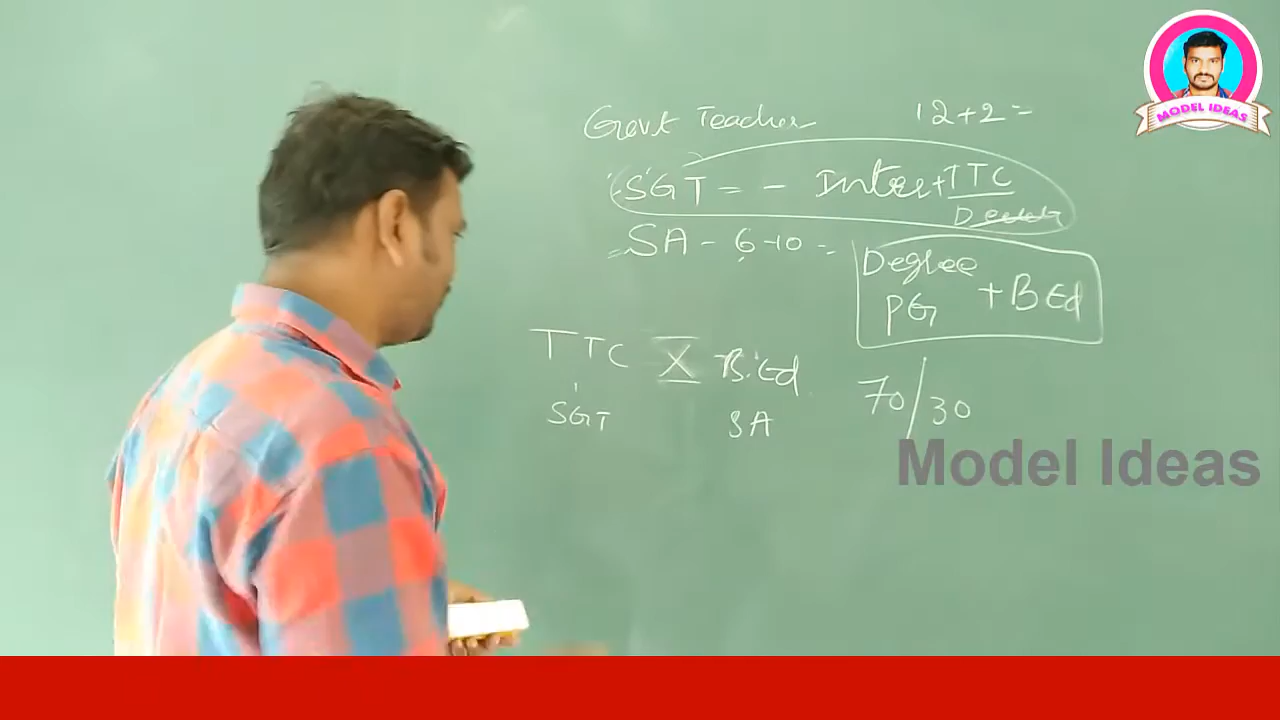 Govt Teacher 12+2=
SGT = - Inter+TTC
SA - 6-10 -
Degree
PG + B Ed
TTC X B.Ed
SGT SA
70/30
MODEL IDEAS
Model Ideas